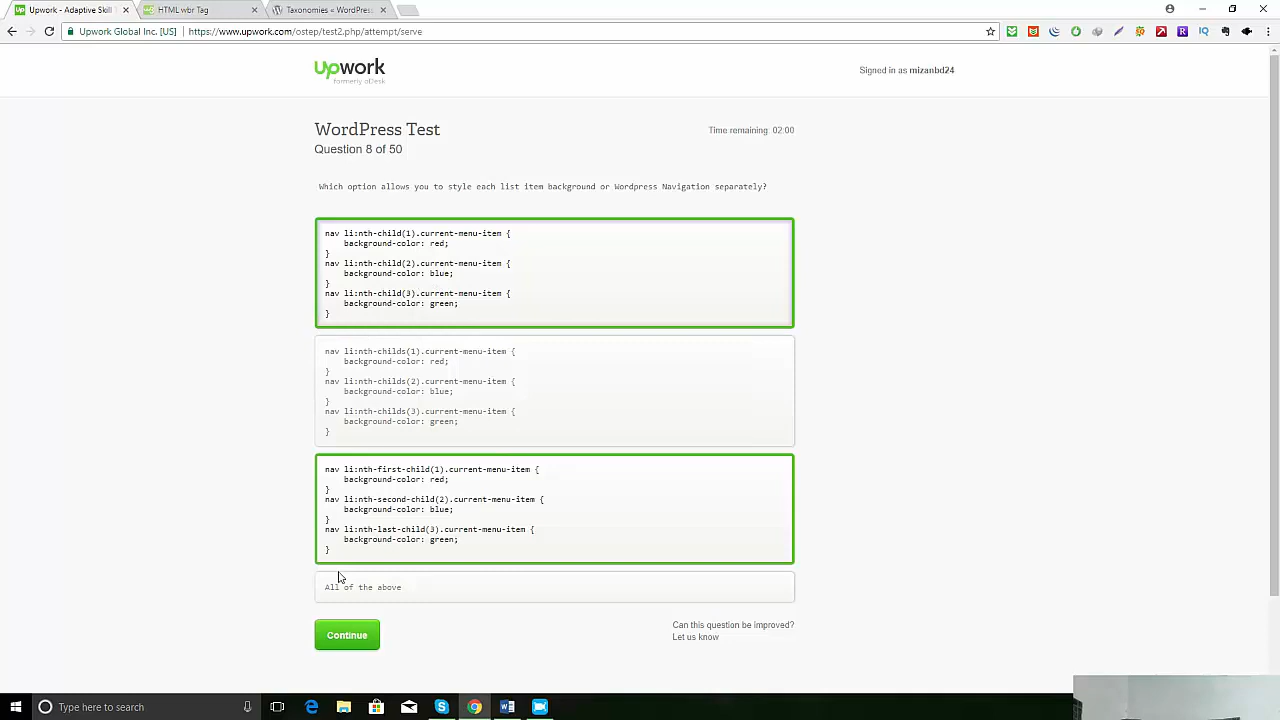 Upwork - Adaptive Skill T
HTML wbr Tag
Taxonomies « WordPress
Upwork Global Inc. [US]
https://www.upwork.com/ostep/test2.php/attempt/serve
upwork
formerly oDesk
Signed in as mizanbd24
WordPress Test
Time remaining 02:00
Question 8 of 50
Which option allows you to style each list item background or Wordpress Navigation separately?
nav li:nth-child(1).current-menu-item {
background-color: red;
}
nav li:nth-child(2).current-menu-item {
background-color: blue;
}
nav li:nth-child(3).current-menu-item {
background-color: green;
}
nav li:nth-childs(1).current-menu-item {
background-color: red;
}
nav li:nth-childs(2).current-menu-item {
background-color: blue;
}
nav li:nth-childs(3).current-menu-item {
background-color: green;
}
nav li:nth-first-child(1).current-menu-item {
background-color: red;
}
nav li:nth-second-child(2).current-menu-item {
background-color: blue;
}
nav li:nth-last-child(3).current-menu-item {
background-color: green;
}
All of the above
Continue
Can this question be improved?
Let us know
Type here to search